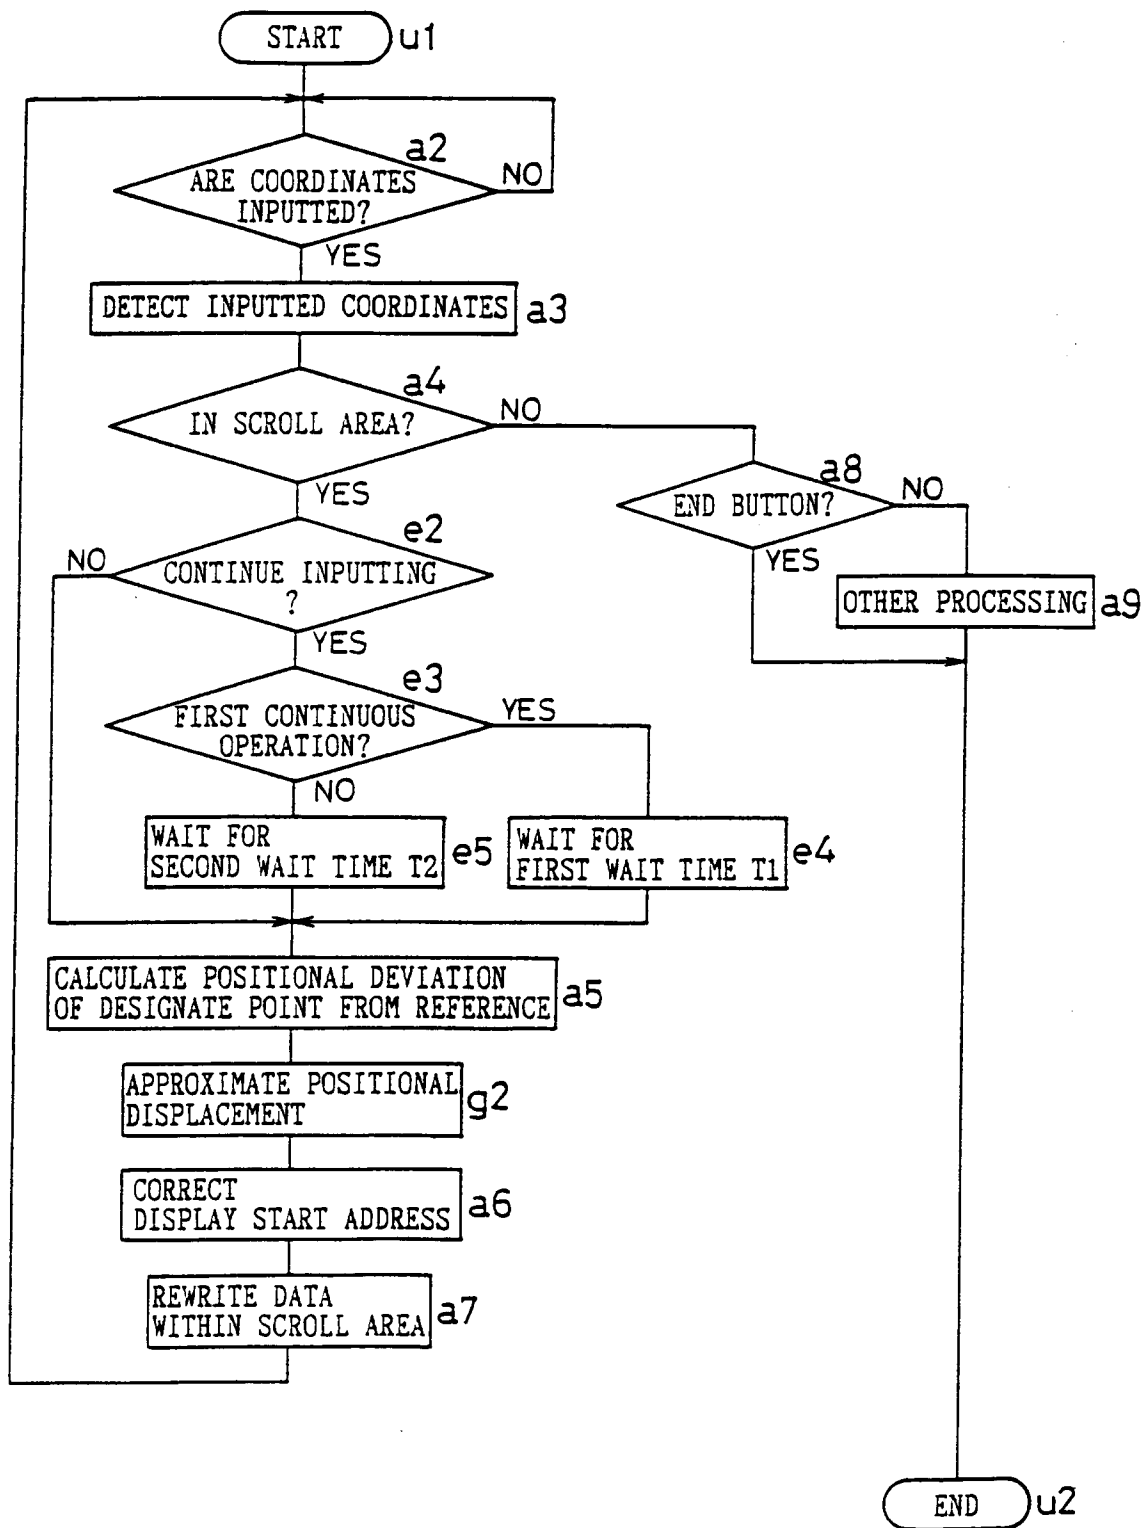 START u1
a2
ARE COORDINATES
INPUTTED?
NO
YES
DETECT INPUTTED COORDINATES a3
a4
IN SCROLL AREA?
NO
YES
a8
END BUTTON?
NO
YES
OTHER PROCESSING a9
e2
NO
CONTINUE INPUTTING
?
YES
e3
FIRST CONTINUOUS
OPERATION?
YES
NO
WAIT FOR
SECOND WAIT TIME T2 e5
WAIT FOR
FIRST WAIT TIME T1 e4
CALCULATE POSITIONAL DEVIATION
OF DESIGNATE POINT FROM REFERENCE a5
APPROXIMATE POSITIONAL
DISPLACEMENT g2
CORRECT
DISPLAY START ADDRESS a6
REWRITE DATA
WITHIN SCROLL AREA a7
END u2